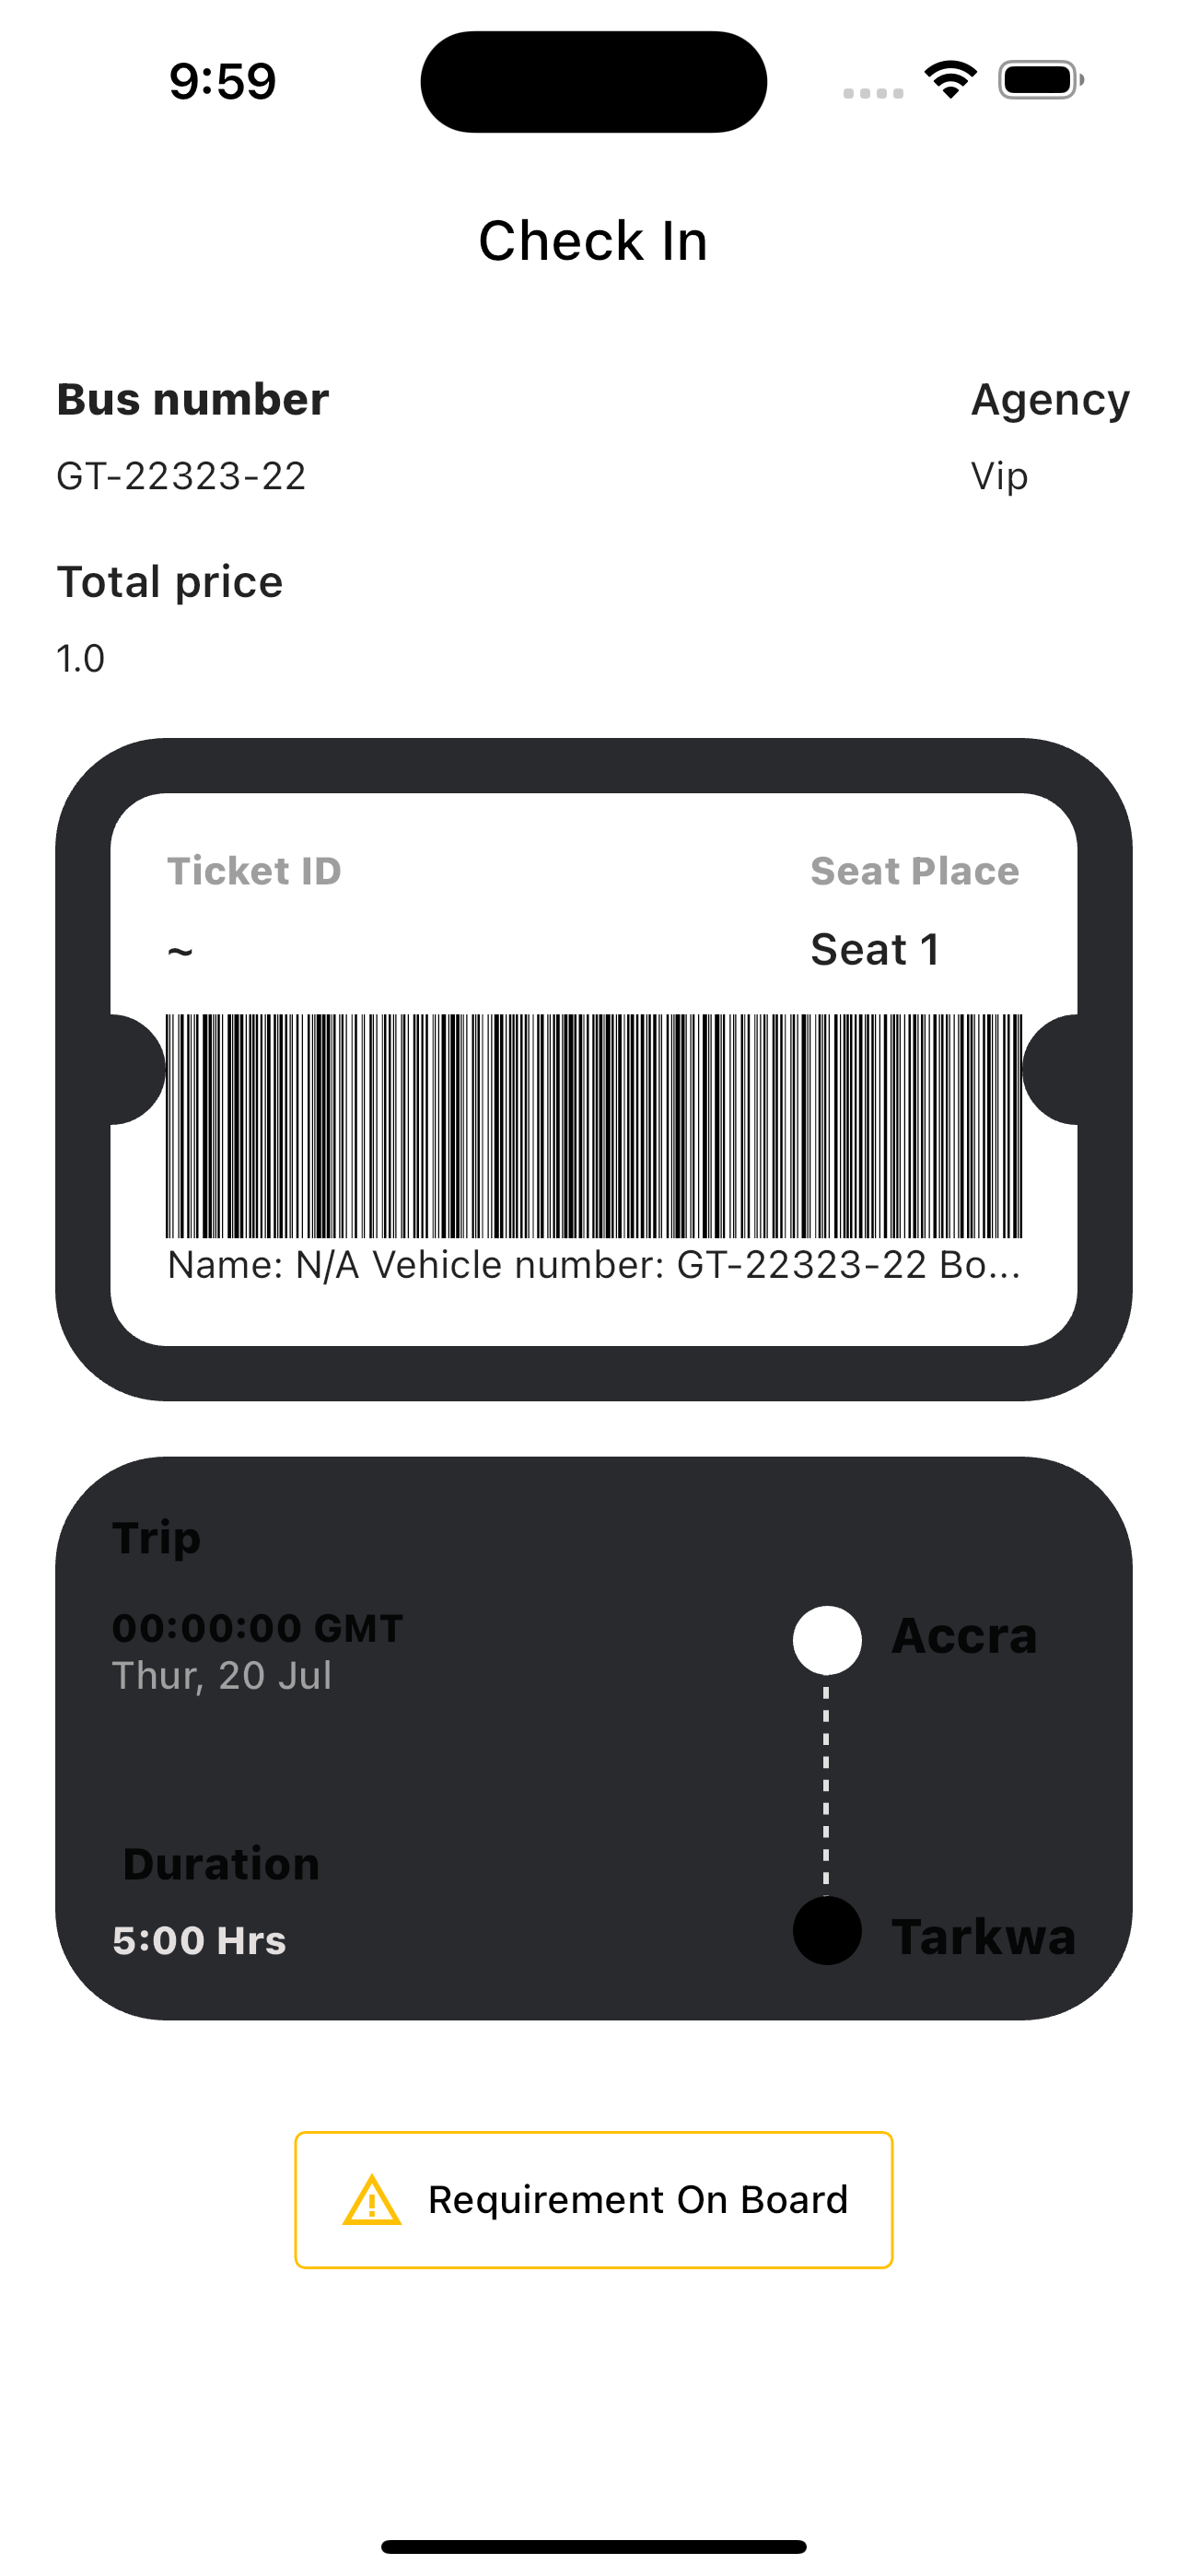 9:59
Check In
Bus number
Agency
GT-22323-22
Vip
Total price
1.0
Ticket ID
Seat Place
~
Seat 1
Name: N/A Vehicle number: GT-22323-22 Bo...
Trip
00:00:00 GMT
Accra
Thur, 20 Jul
Duration
5:00 Hrs
Tarkwa
Requirement On Board